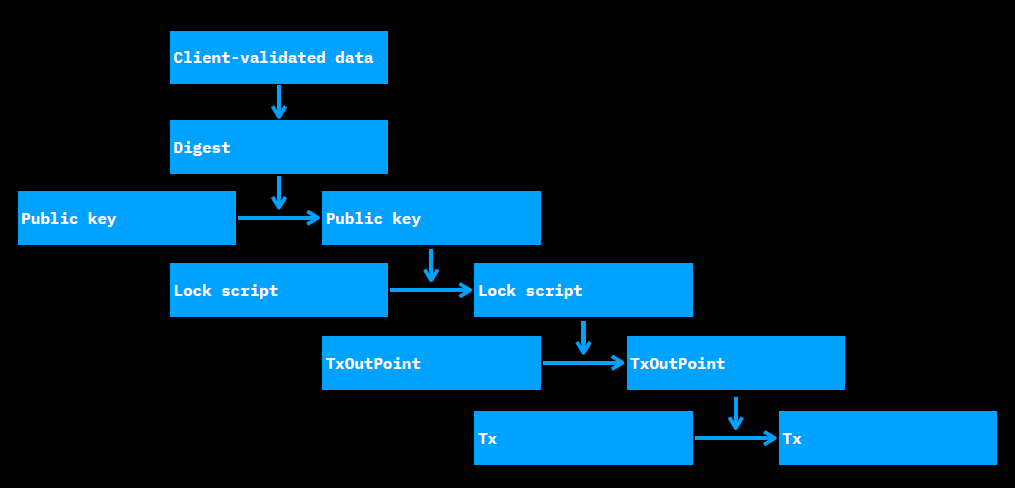 Client-validated data
Digest
Public key
Public key
Lock script
Lock script
TxOutPoint
TxOutPoint
Tx
Tx